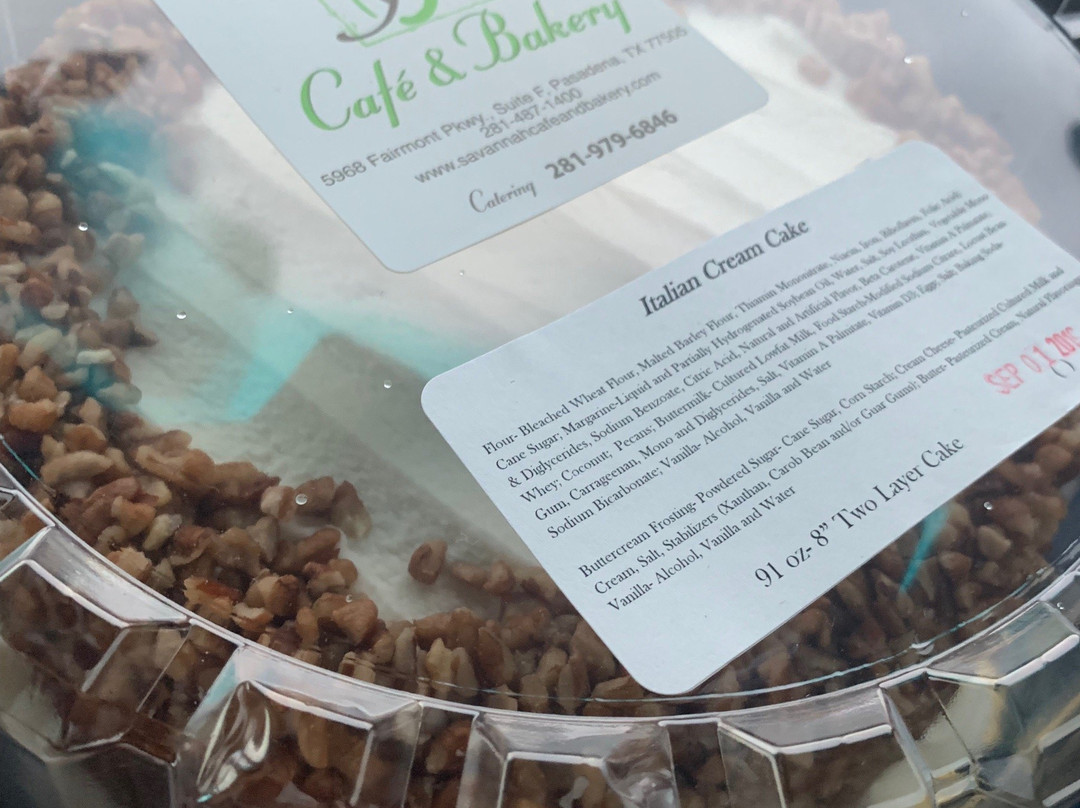 Café & Bakery
5968 Fairmont Pkwy., Suite F, Pasadena, TX 77505
281-487-1400
www.savannahcafeandbakery.com
Catering 281-979-6846
Italian Cream Cake
Flour- Bleached Wheat Flour, Malted Barley Flour, Thiamin Mononitrate, Niacin, Iron, Riboflavin, Folic Acid;
Cane Sugar; Margarine-Liquid and Partially Hydrogenated Soybean Oil, Water, Salt, Soy Lecithin, Vegetable Mono
& Diglycerides, Sodium Benzoate, Citric Acid, Natural and Artificial Flavor, Beta Carotene, Vitamin A Palmitate,
Whey; Coconut; Pecans; Buttermilk- Cultured Lowfat Milk, Food Starch-Modified Sodium Citrate, Locust Bean
Gum, Carrageenan, Mono and Diglycerides, Salt, Vitamin A Palmitate, Vitamin D3; Eggs; Salt; Baking Soda-
Sodium Bicarbonate; Vanilla- Alcohol, Vanilla and Water
Buttercream Frosting- Powdered Sugar- Cane Sugar, Corn Starch; Cream Cheese- Pasteurized Cultured Milk and
Cream, Salt, Stabilizers (Xanthan, Carob Bean and/or Guar Gums); Butter- Pasteurized Cream, Natural Flavoring
Vanilla- Alcohol, Vanilla and Water
SEP 01
91 oz- 8” Two Layer Cake